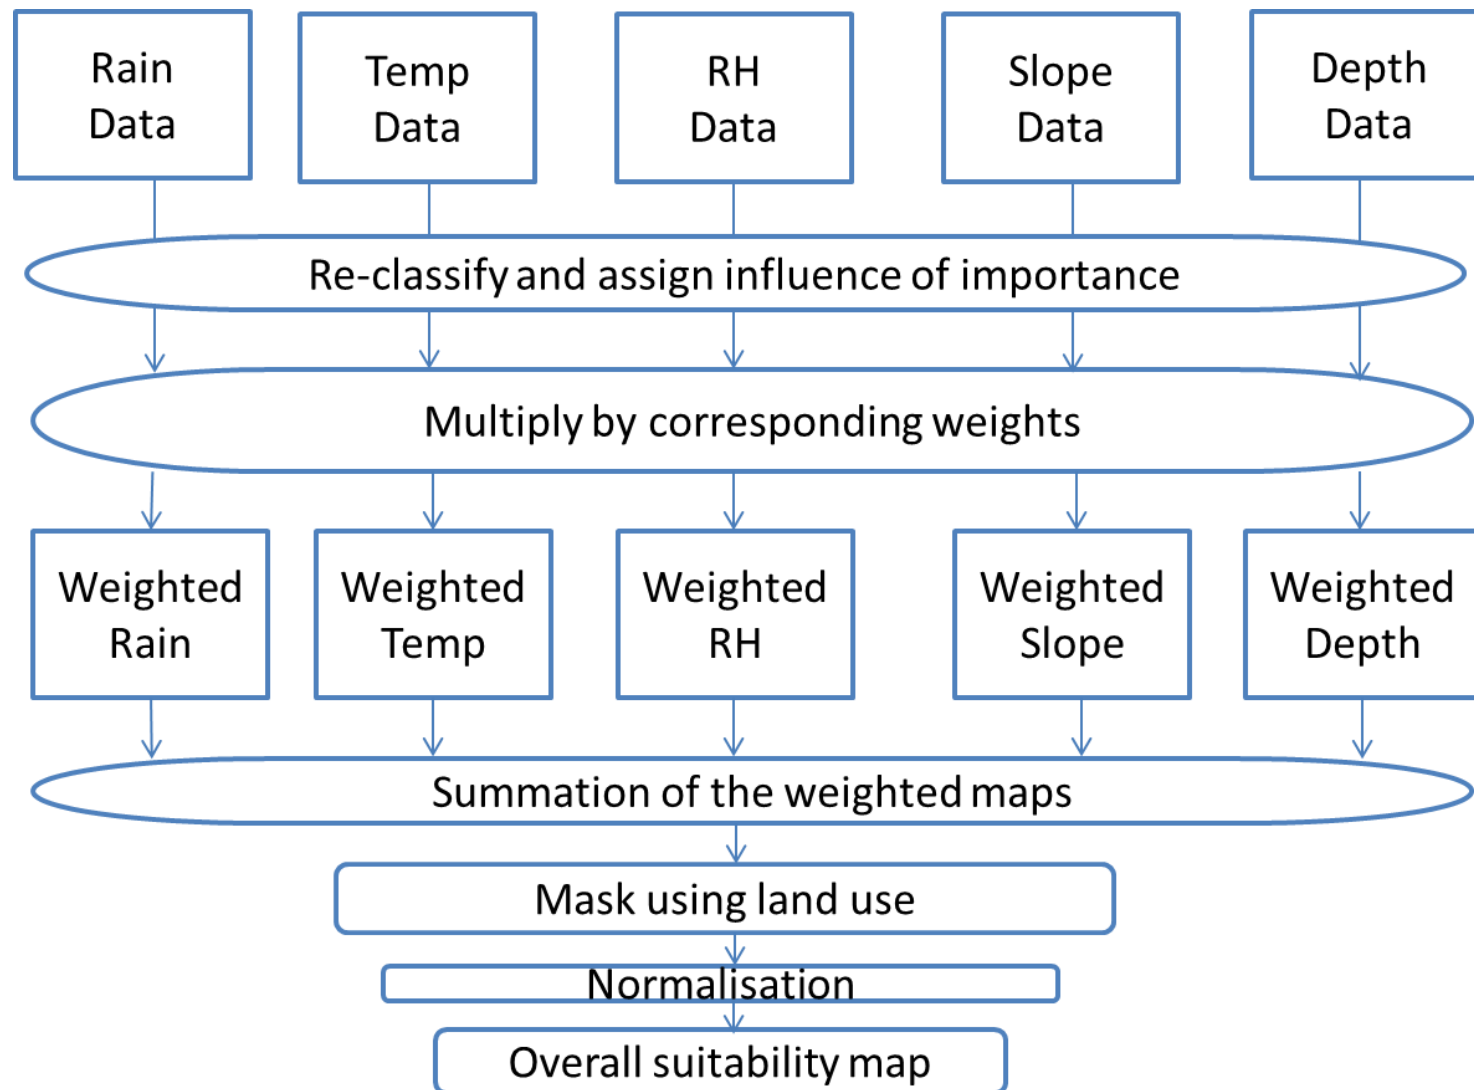 Rain
Data
Temp
Data
RH
Data
Slope
Data
Depth
Data
Re-classify and assign influence of importance
Multiply by corresponding weights
Weighted
Rain
Weighted
Temp
Weighted
RH
Weighted
Slope
Weighted
Depth
Summation of the weighted maps
Mask using land use
Normalisation
Overall suitability map